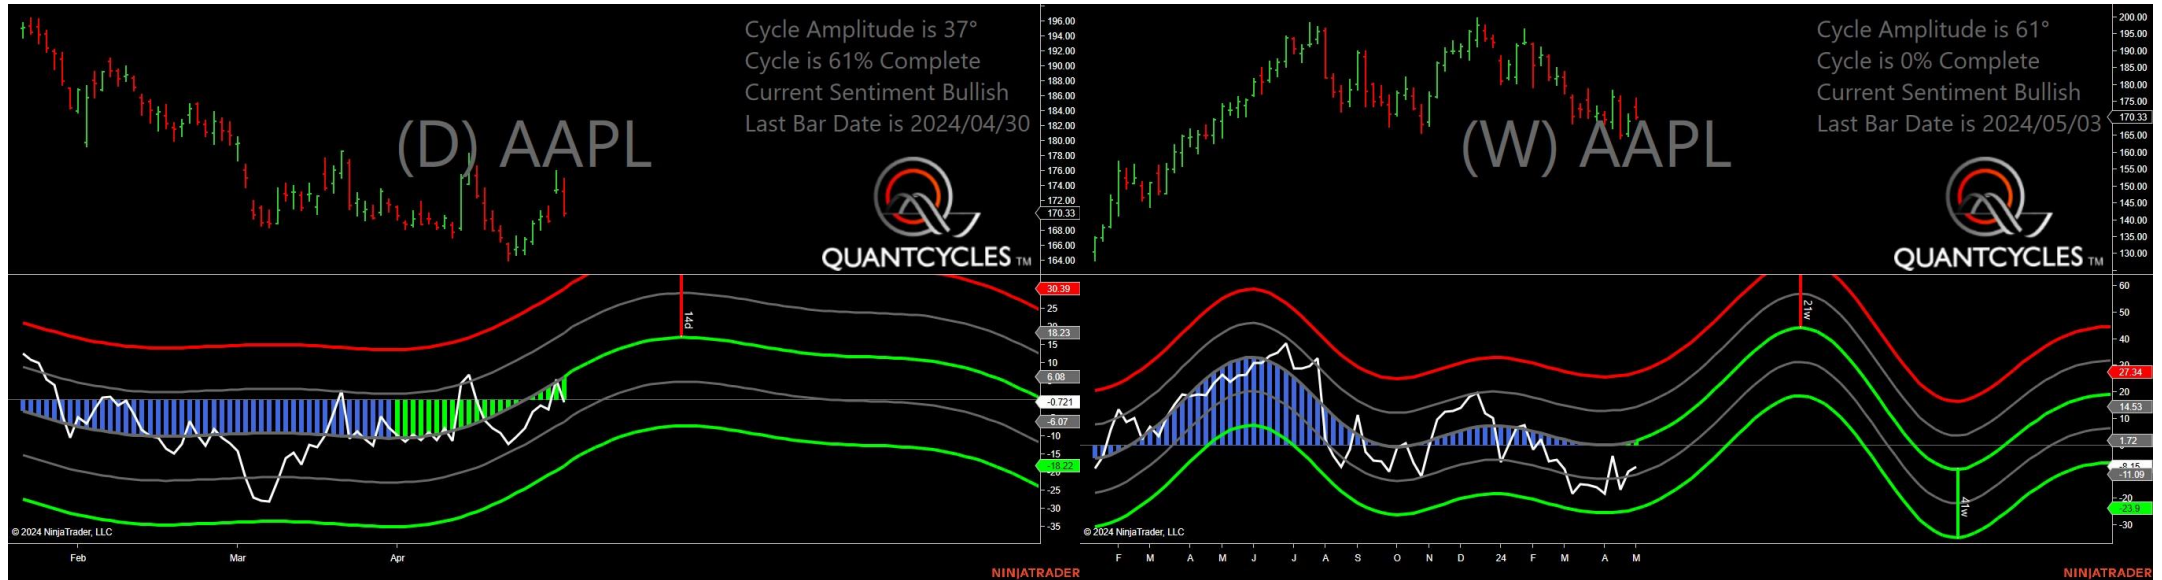 Cycle Amplitude is 37°
Cycle is 61% Complete
Current Sentiment Bullish
Last Bar Date is 2024/04/30
(D) AAPL
QUANTCYCLES TM
196.00
194.00
192.00
190.00
188.00
186.00
184.00
182.00
180.00
178.00
176.00
174.00
172.00
170.33
168.00
166.00
164.00
14d
30.39
25
18.23
15
10
6.08
-0.721
-6.07
-10
-15
-18.22
-25
-30
-35
© 2024 NinjaTrader, LLC
Feb
Mar
Apr
NINJATRADER
Cycle Amplitude is 61°
Cycle is 0% Complete
Current Sentiment Bullish
Last Bar Date is 2024/05/03
(W) AAPL
QUANTCYCLES TM
200.00
195.00
190.00
185.00
180.00
175.00
170.33
165.00
160.00
155.00
150.00
145.00
140.00
135.00
130.00
21w
41w
60
50
40
27.34
20
14.53
10
1.72
-8.15
-11.09
-20
-23.9
-30
© 2024 NinjaTrader, LLC
F M A M J J A S O N D 24 F M A M
NINJATRADER